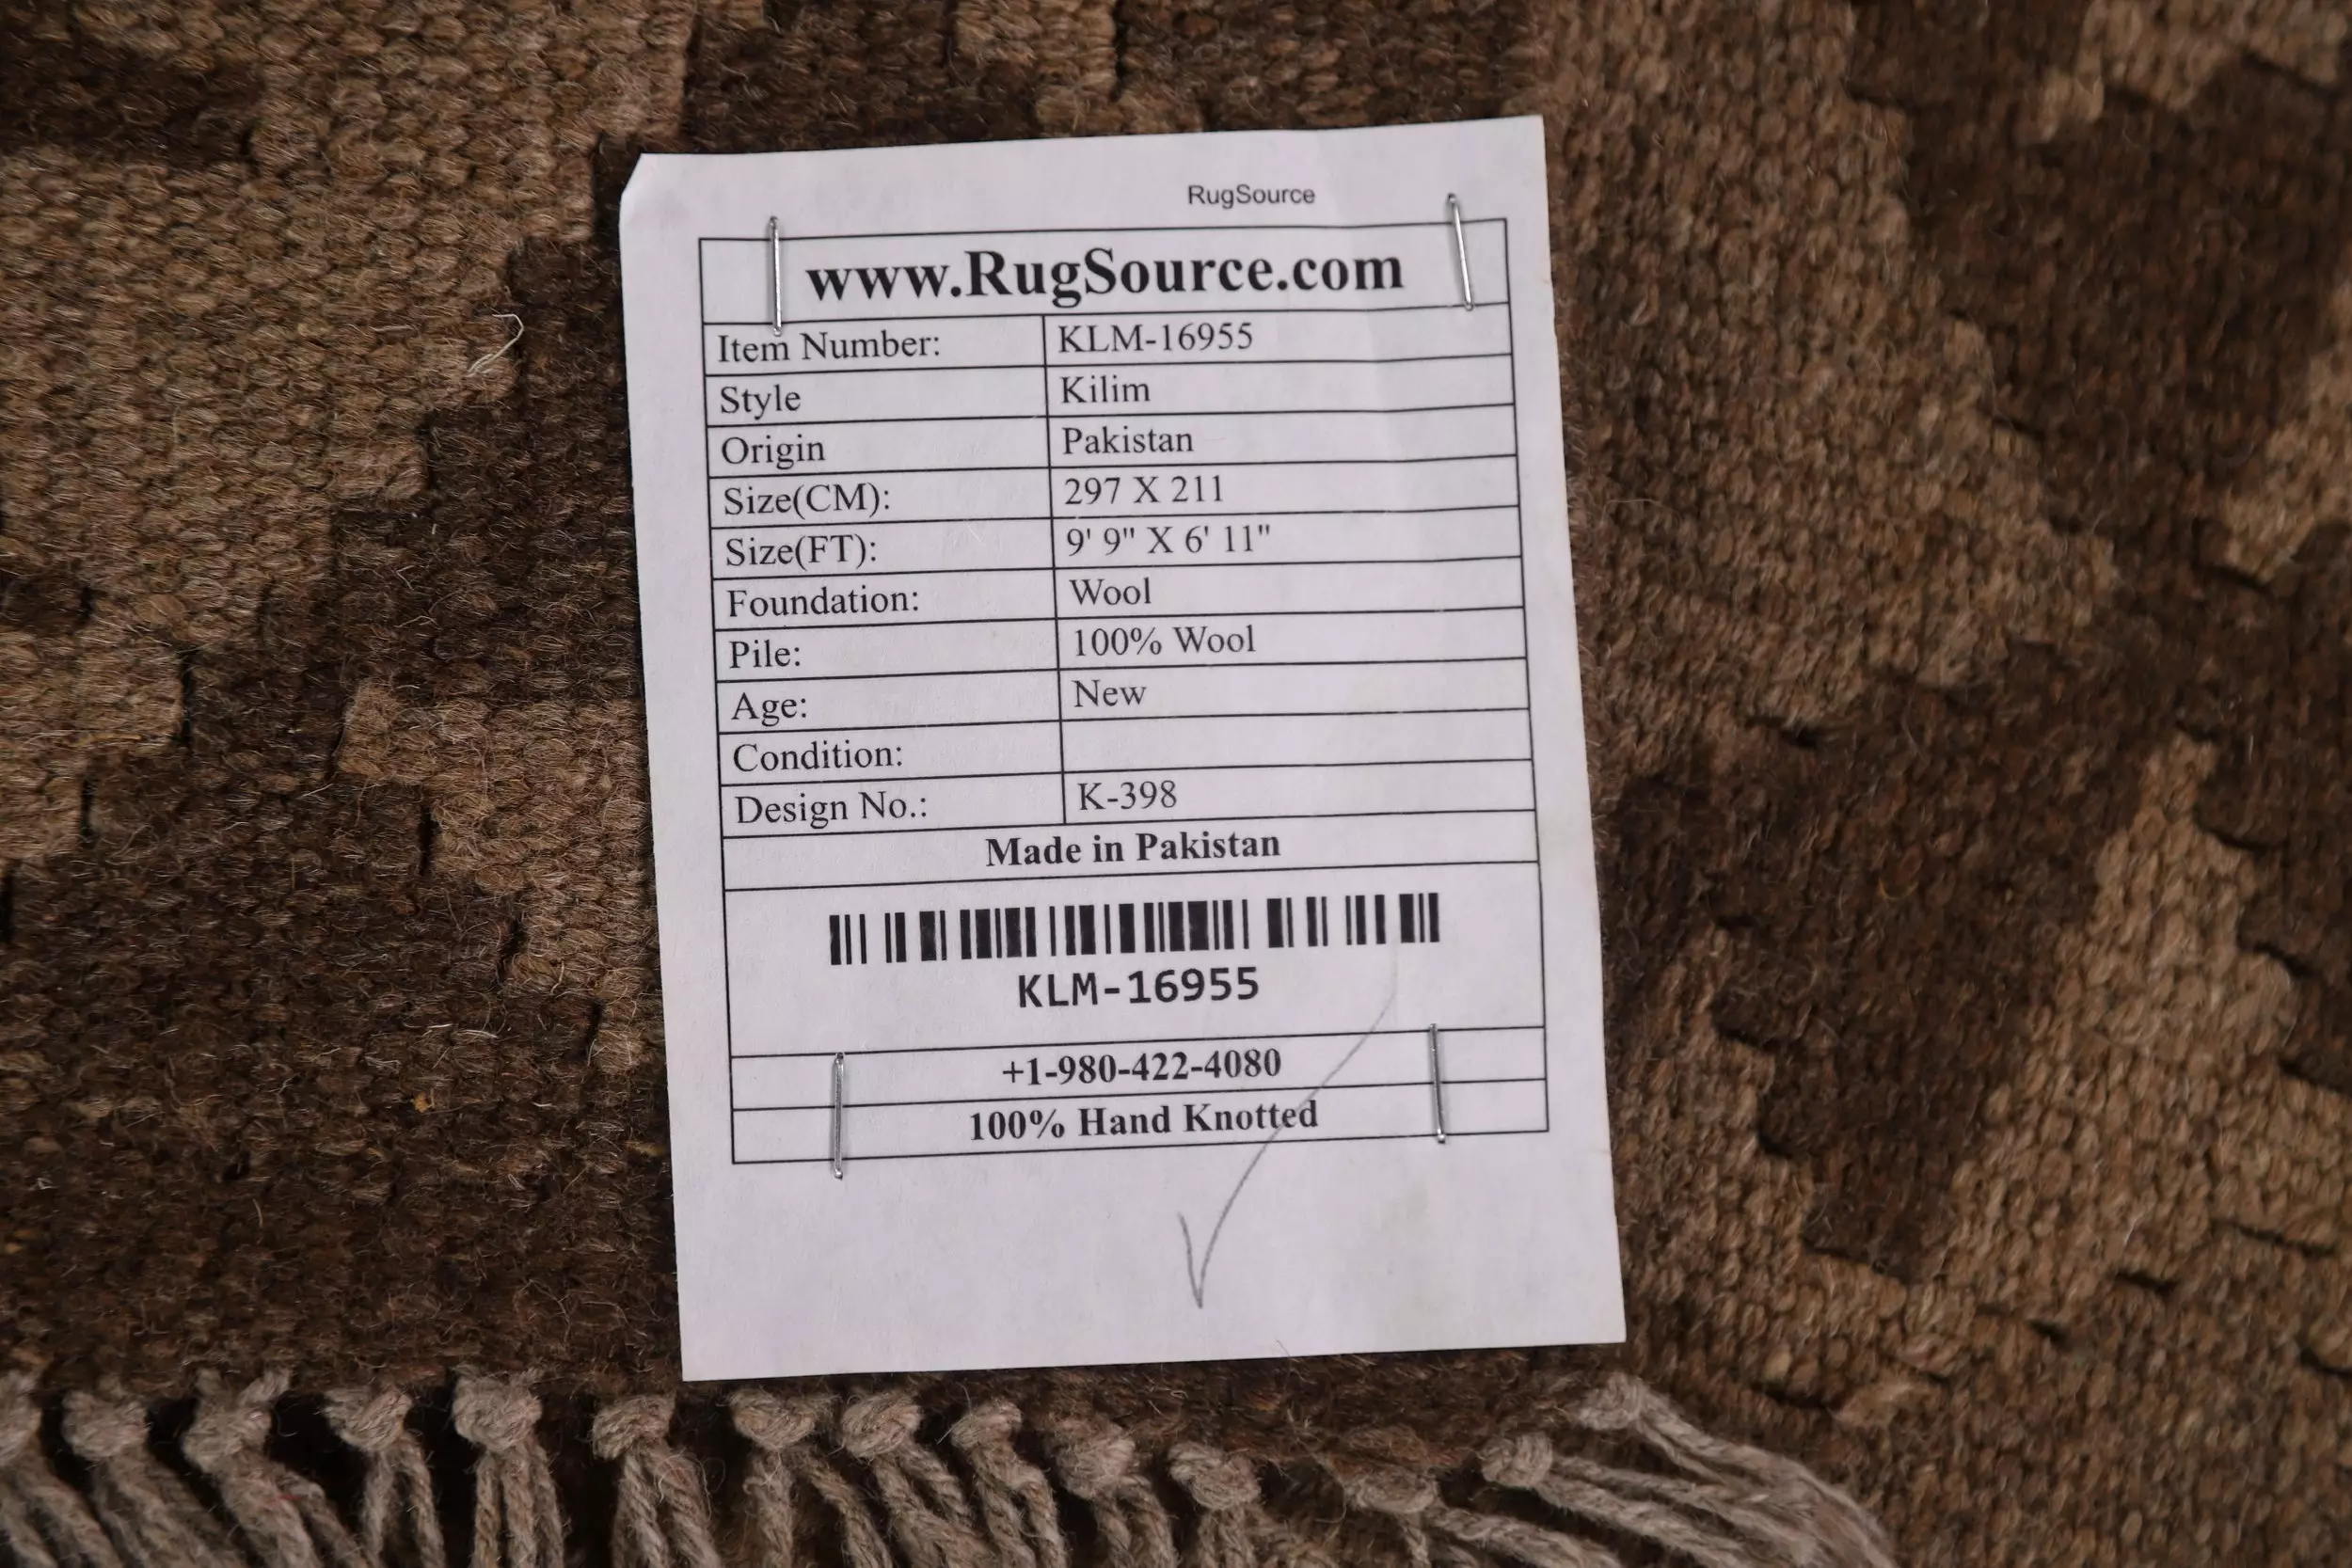 RugSource
www.RugSource.com
Item Number: KLM-16955
Style Kilim
Origin Pakistan
Size(CM): 297 X 211
Size(FT): 9' 9" X 6' 11"
Foundation: Wool
Pile: 100% Wool
Age: New
Condition:
Design No.: K-398
Made in Pakistan
KLM-16955
+1-980-422-4080
100% Hand Knotted